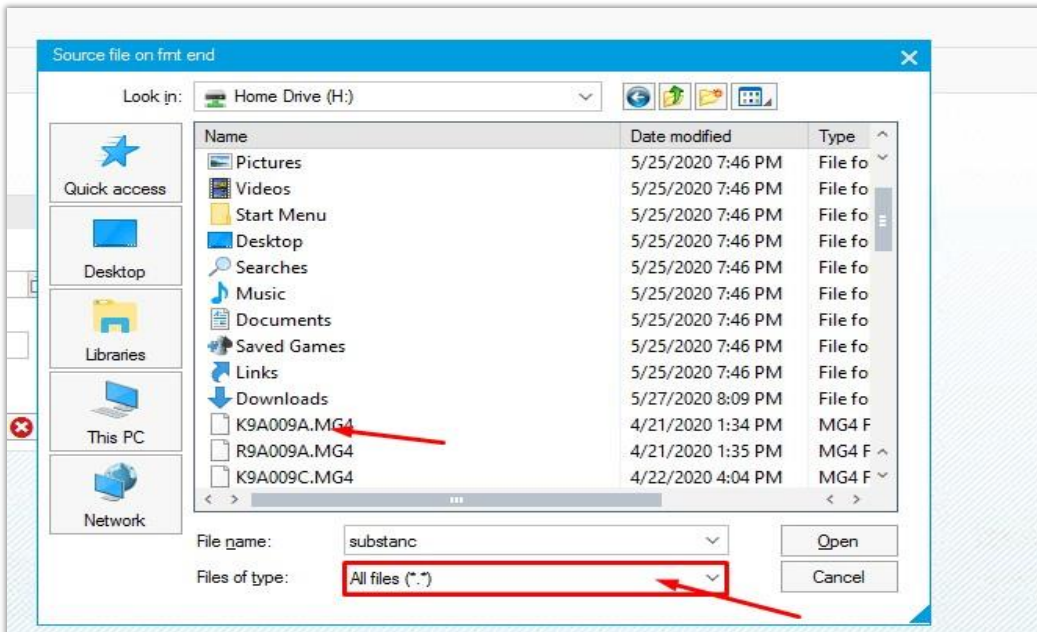 Source file on frnt end
Look in: Home Drive (H:)
Name Date modified Type
Pictures 5/25/2020 7:46 PM File fo
Videos 5/25/2020 7:46 PM File fo
Start Menu 5/25/2020 7:46 PM File fo
Desktop 5/25/2020 7:46 PM File fo
Searches 5/25/2020 7:46 PM File fo
Music 5/25/2020 7:46 PM File fo
Documents 5/25/2020 7:46 PM File fo
Saved Games 5/25/2020 7:46 PM File fo
Links 5/25/2020 7:46 PM File fo
Downloads 5/27/2020 8:09 PM File fo
K9A009A.MG4 4/21/2020 1:34 PM MG4 F
R9A009A.MG4 4/21/2020 1:35 PM MG4 F
K9A009C.MG4 4/22/2020 4:04 PM MG4 F
Quick access
Desktop
Libraries
This PC
Network
File name: substanc Open
Files of type: All files (*.*) Cancel